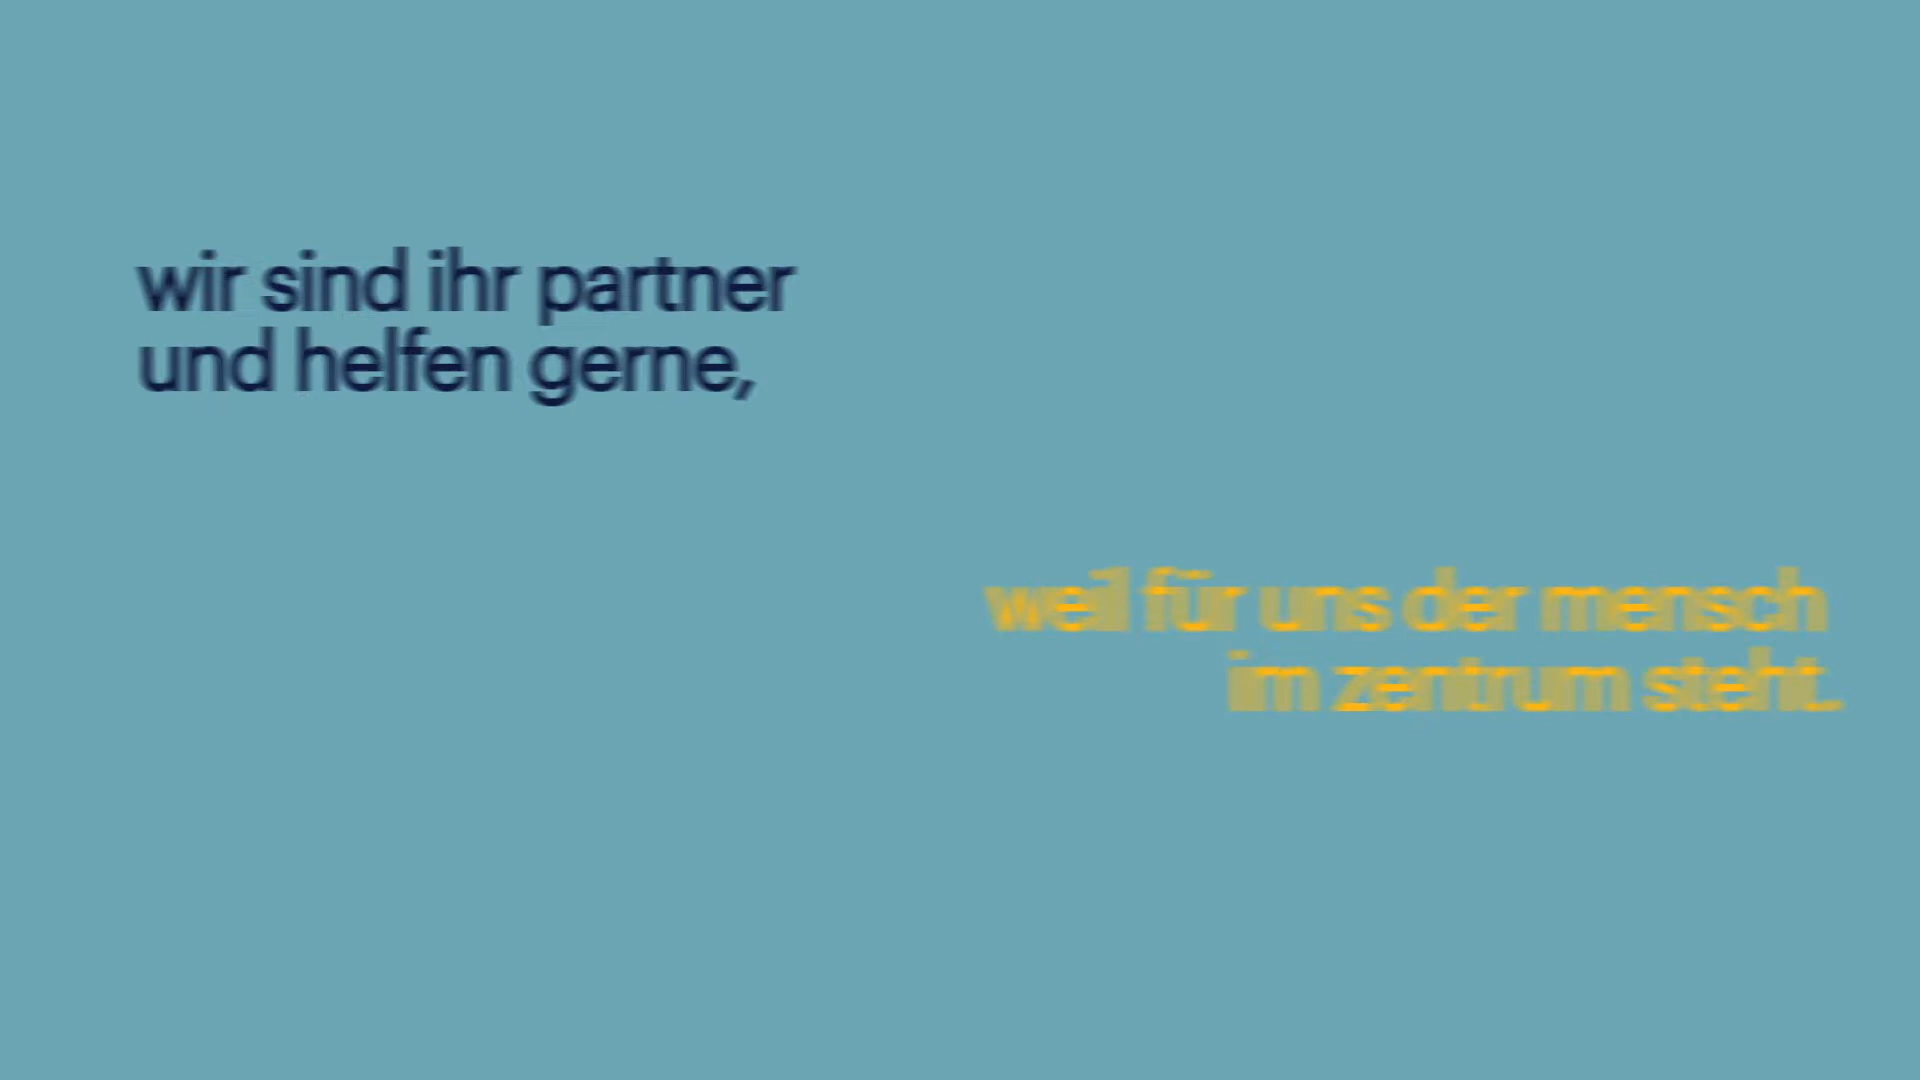 wir sind ihr partner
und helfen gerne,
weil für uns der mensch
im zentrum steht.